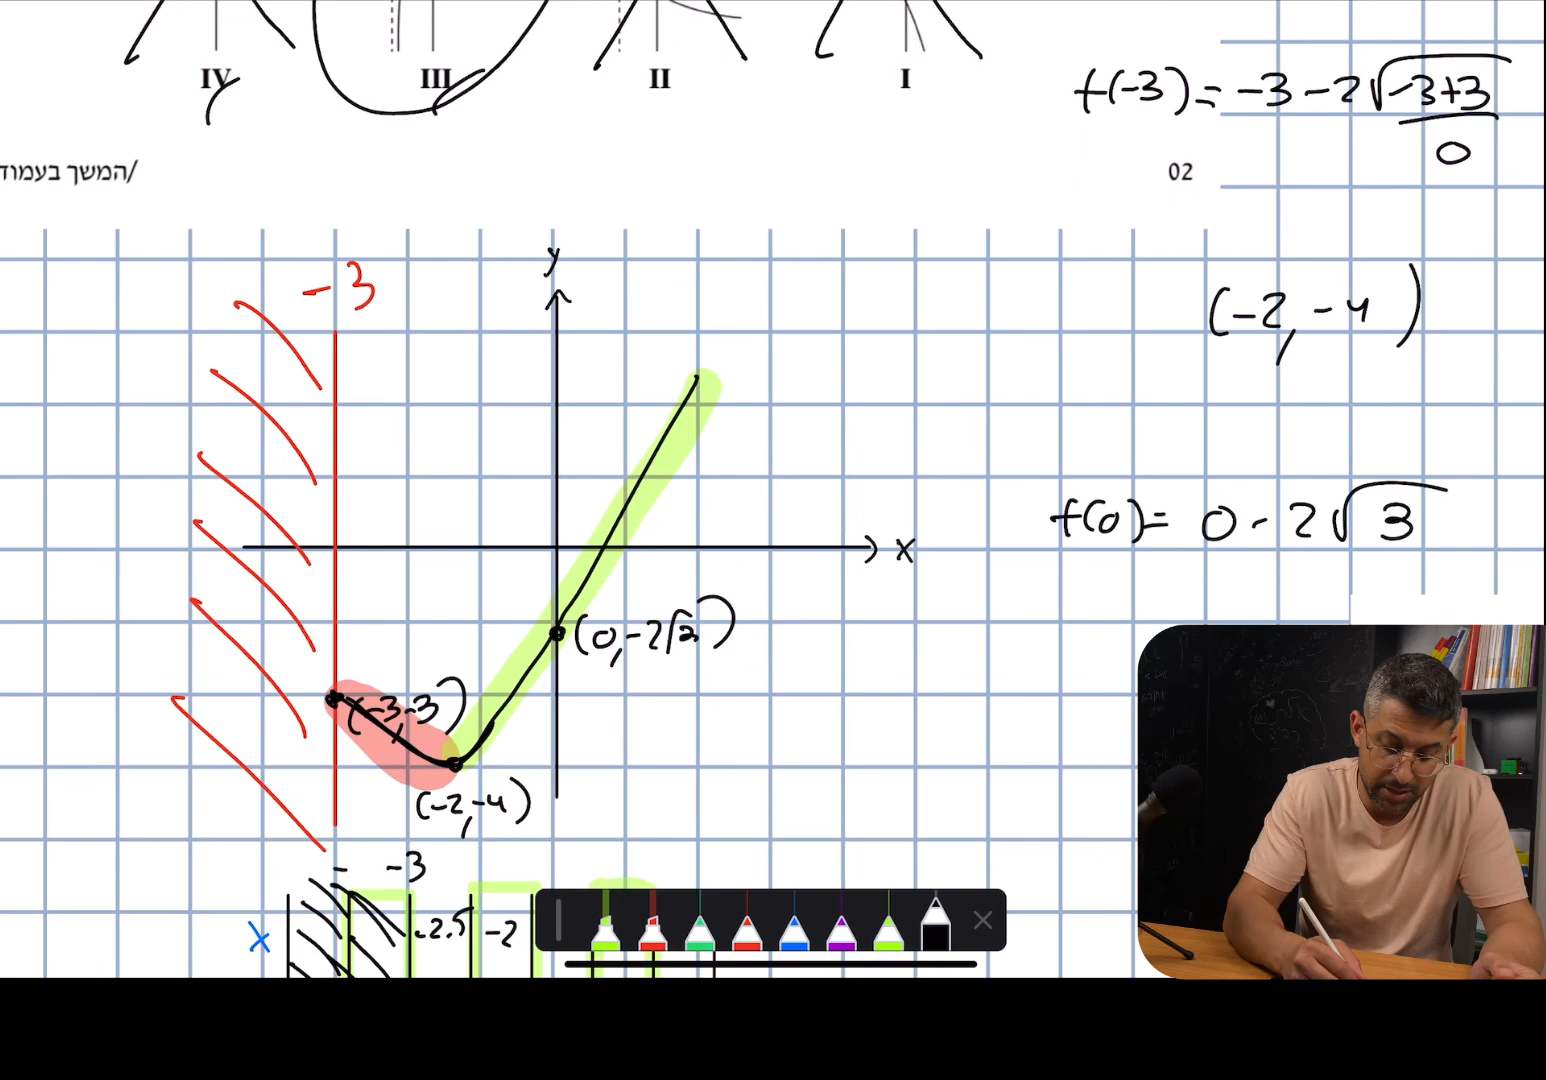 IV III II I
f(-3) = -3 - 2√-3+3
0
המשך בעמוד/
02
y
-3
(-2, -4)
f(0) = 0 - 2√3
x
(0, -2√3)
(-3, -3)
(-2, -4)
- -3
x -2.5 -2